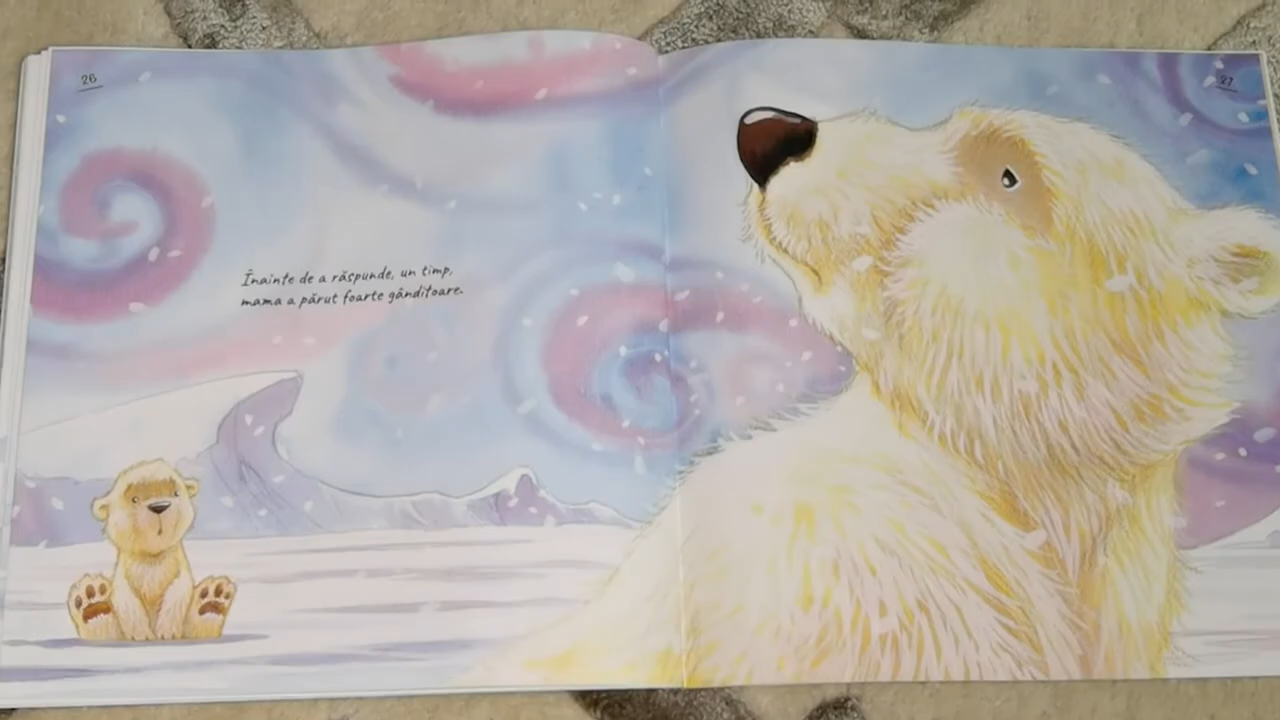 26
27
Înainte de a răspunde, un timp,
mama a părut foarte gânditoare.